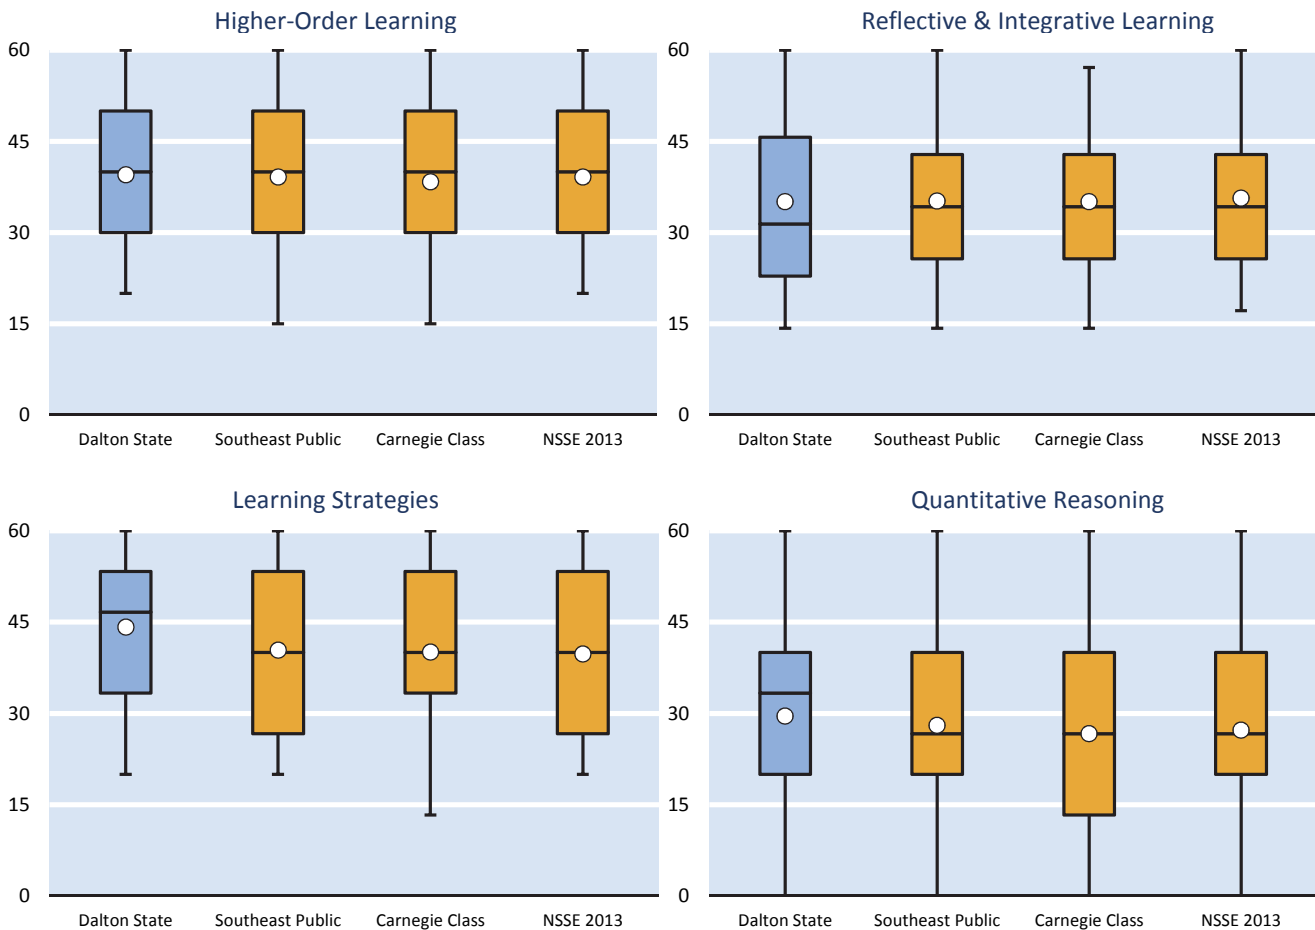 Higher-Order Learning
60
45
30
15
0
Dalton State Southeast Public Carnegie Class NSSE 2013
Reflective & Integrative Learning
60
45
30
15
0
Dalton State Southeast Public Carnegie Class NSSE 2013
Learning Strategies
60
45
30
15
0
Dalton State Southeast Public Carnegie Class NSSE 2013
Quantitative Reasoning
60
45
30
15
0
Dalton State Southeast Public Carnegie Class NSSE 2013